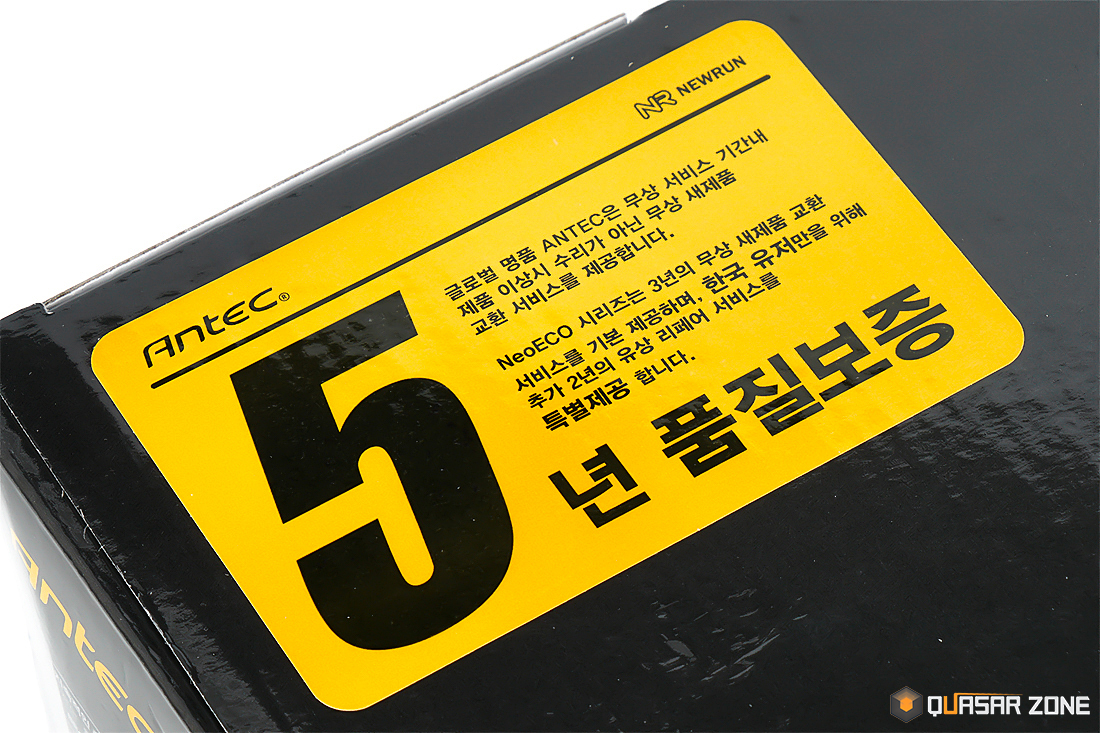 Antec®
NR NEWRUN
글로벌 명품 ANTEC은 무상 서비스 기간내
제품 이상시 수리가 아닌 무상 새제품
교환 서비스를 제공합니다.
NeoECO 시리즈는 3년의 무상 새제품 교환
서비스를 기본 제공하며, 한국 유저만을 위해
추가 2년의 유상 리페어 서비스를
특별제공 합니다.
5년 품질보증
Antec
QUASAR ZONE